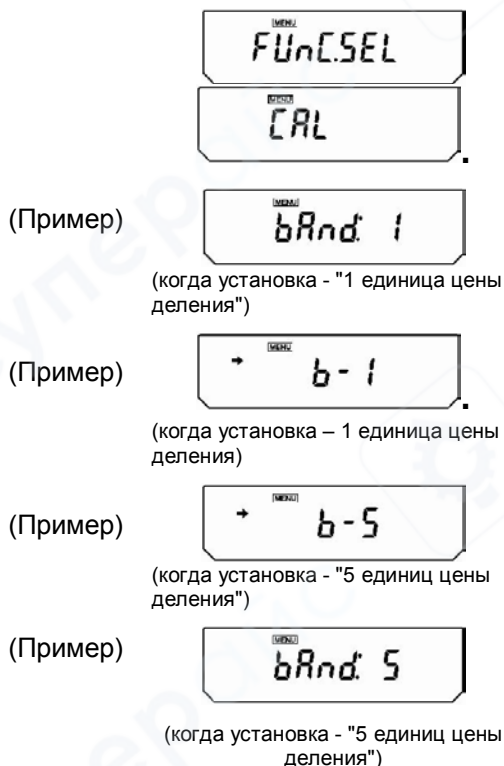 MENU
FUnC.SEL
MENU
CAL
.
(Пример)
MENU
bAnd: 1
(когда установка - "1 единица цены
деления")
(Пример)
→ MENU
b - 1
.
(когда установка – 1 единица цены
деления)
(Пример)
→ MENU
b - 5
(когда установка - "5 единиц цены
деления")
(Пример)
MENU
bAnd: 5
(когда установка - "5 единиц цены
деления")